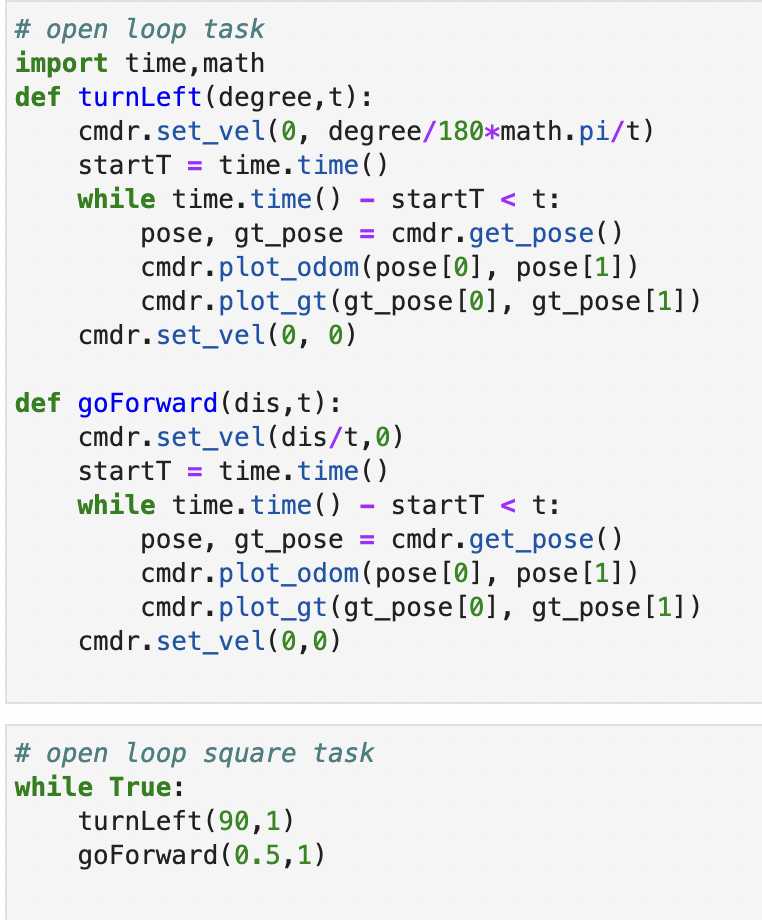 # open loop task
import time,math
def turnLeft(degree,t):
    cmdr.set_vel(0, degree/180*math.pi/t)
    startT = time.time()
    while time.time() - startT < t:
        pose, gt_pose = cmdr.get_pose()
        cmdr.plot_odom(pose[0], pose[1])
        cmdr.plot_gt(gt_pose[0], gt_pose[1])
    cmdr.set_vel(0, 0)

def goForward(dis,t):
    cmdr.set_vel(dis/t,0)
    startT = time.time()
    while time.time() - startT < t:
        pose, gt_pose = cmdr.get_pose()
        cmdr.plot_odom(pose[0], pose[1])
        cmdr.plot_gt(gt_pose[0], gt_pose[1])
    cmdr.set_vel(0,0)

# open loop square task
while True:
    turnLeft(90,1)
    goForward(0.5,1)